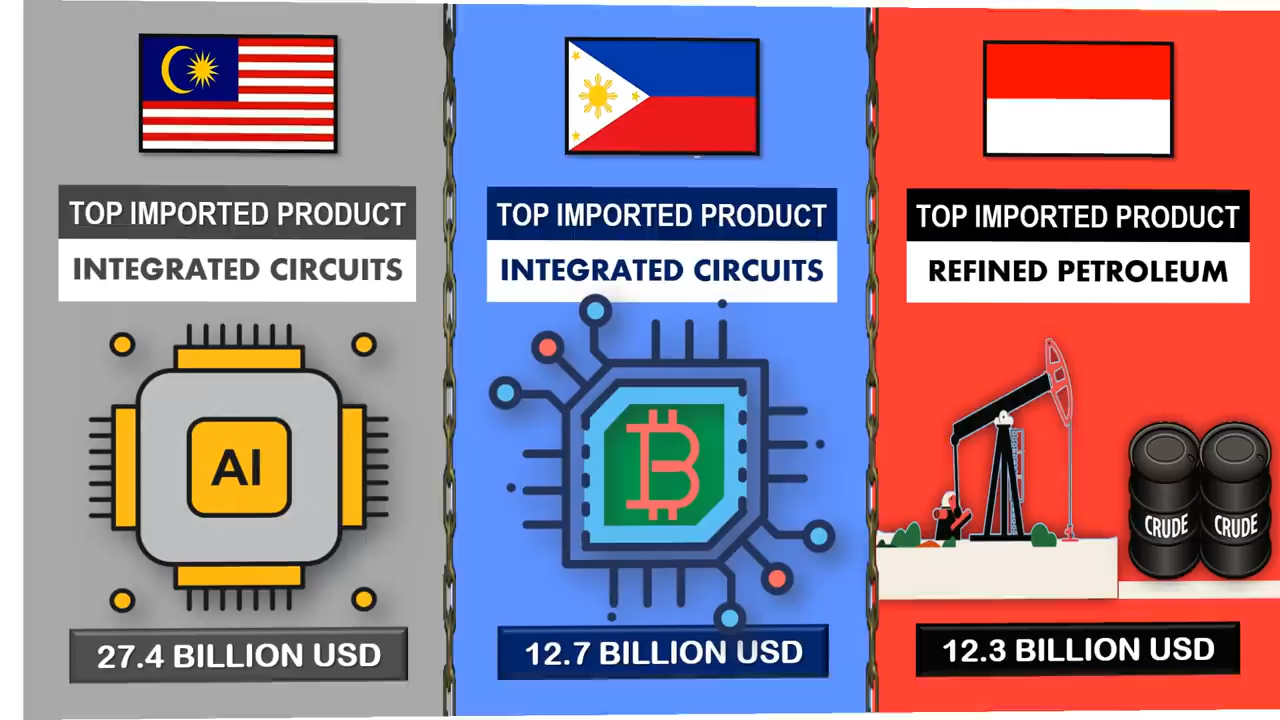 TOP IMPORTED PRODUCT
INTEGRATED CIRCUITS
AI
27.4 BILLION USD
TOP IMPORTED PRODUCT
INTEGRATED CIRCUITS
12.7 BILLION USD
TOP IMPORTED PRODUCT
REFINED PETROLEUM
CRUDE
CRUDE
12.3 BILLION USD